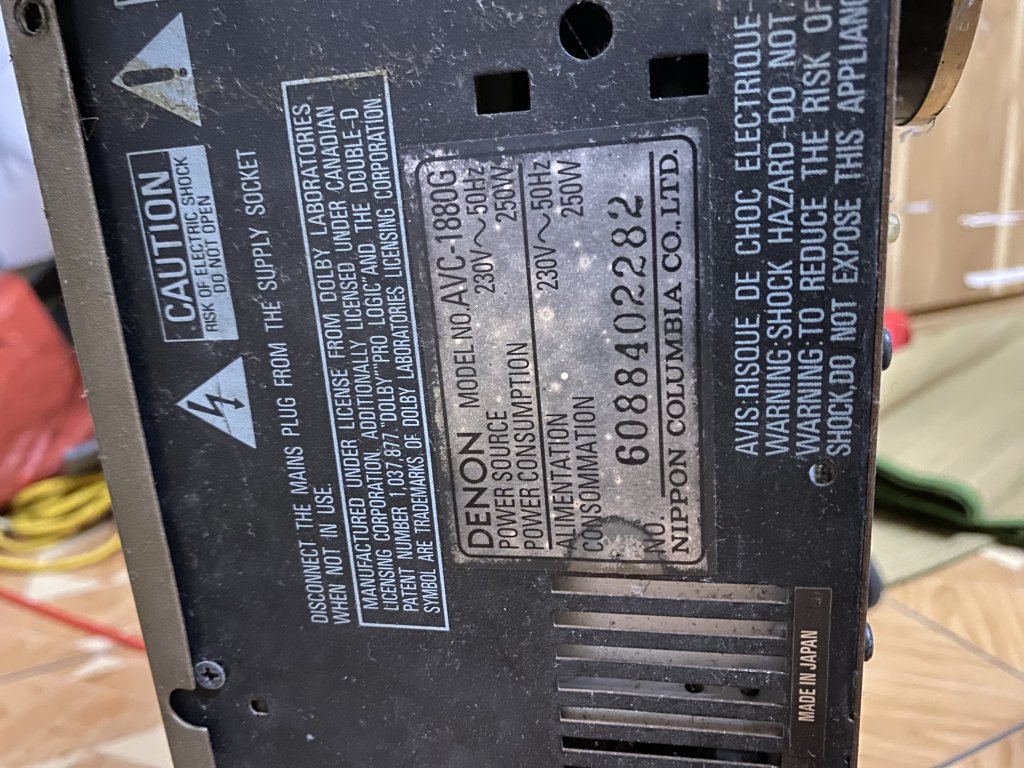 CAUTION
RISK OF ELECTRIC SHOCK
DO NOT OPEN
DISCONNECT THE MAINS PLUG FROM THE SUPPLY SOCKET
WHEN NOT IN USE.
MANUFACTURED UNDER LICENSE FROM DOLBY LABORATORIES
LICENSING CORPORATION, ADDITIONALLY LICENSED UNDER CANADIAN
PATENT NUMBER 1,037,877 "DOLBY" "PRO LOGIC" AND THE DOUBLE-D
SYMBOL ARE TRADEMARKS OF DOLBY LABORATORIES LICENSING CORPORATION
DENON MODEL NO. AVC-1880G
POWER SOURCE 230V～50Hz
POWER CONSUMPTION 250W
ALIMENTATION 230V～50Hz
CONSOMMATION 250W
NO. 6088402282
NIPPON COLUMBIA CO., LTD.
AVIS:RISQUE DE CHOC ELECTRIQUE-
WARNING:SHOCK HAZARD-DO NOT
WARNING:TO REDUCE THE RISK OF
SHOCK,DO NOT EXPOSE THIS APPLIANC
MADE IN JAPAN